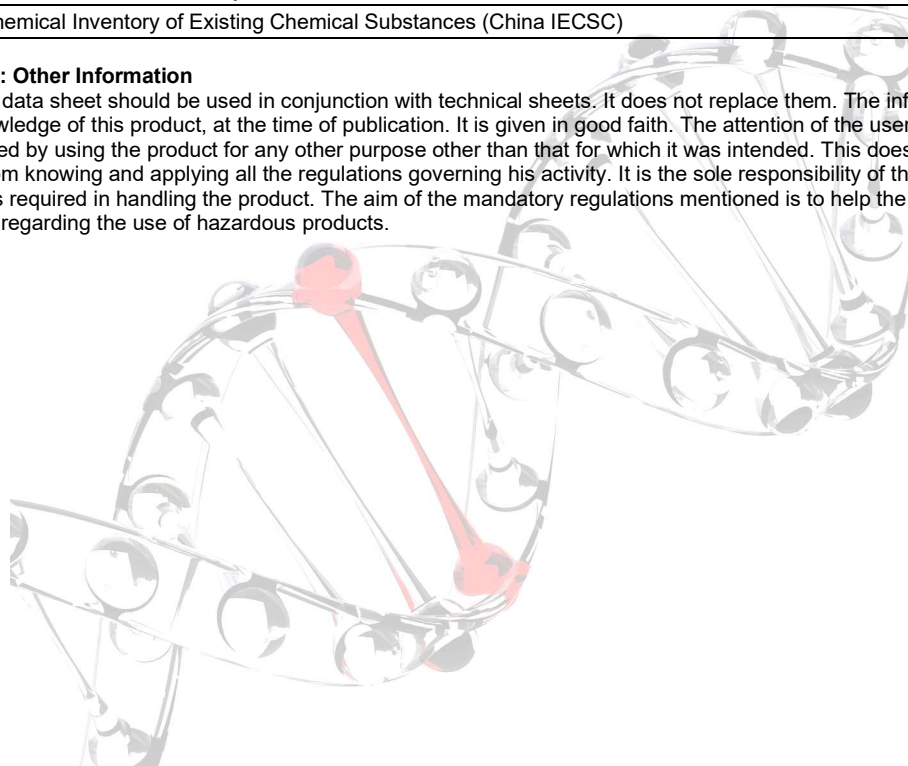 hemical Inventory of Existing Chemical Substances (China IECSC)
: Other Information
data sheet should be used in conjunction with technical sheets. It does not replace them. The inf
wledge of this product, at the time of publication. It is given in good faith. The attention of the user
ed by using the product for any other purpose other than that for which it was intended. This does
om knowing and applying all the regulations governing his activity. It is the sole responsibility of th
s required in handling the product. The aim of the mandatory regulations mentioned is to help the
regarding the use of hazardous products.